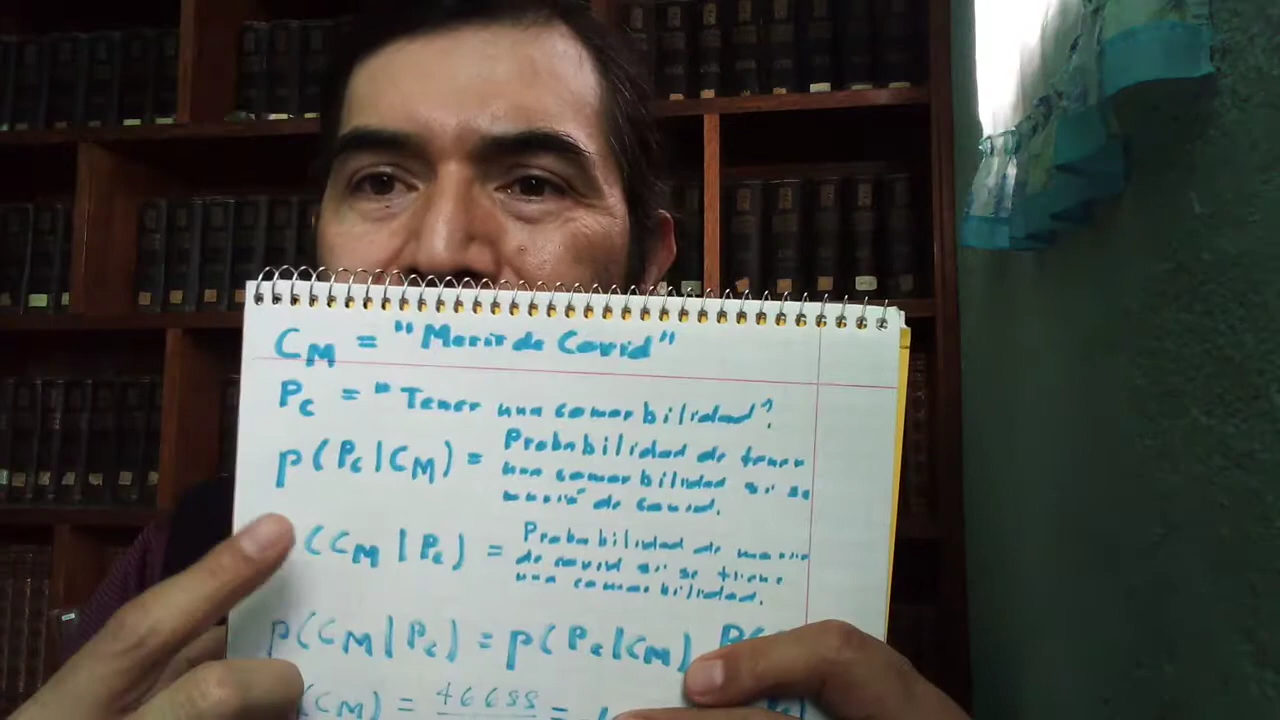 C_M = "Morir de Covid"
P_C = "Tener una comorbilidad"
p(P_C|C_M) = Probabilidad de tener
una comorbilidad si se
murió de Covid.
(C_M|P_C) = Probabilidad de morir
de covid si se tiene
una comorbilidad.
p(C_M|P_C) = p(P_C|C_M)
(C_M) = 46688